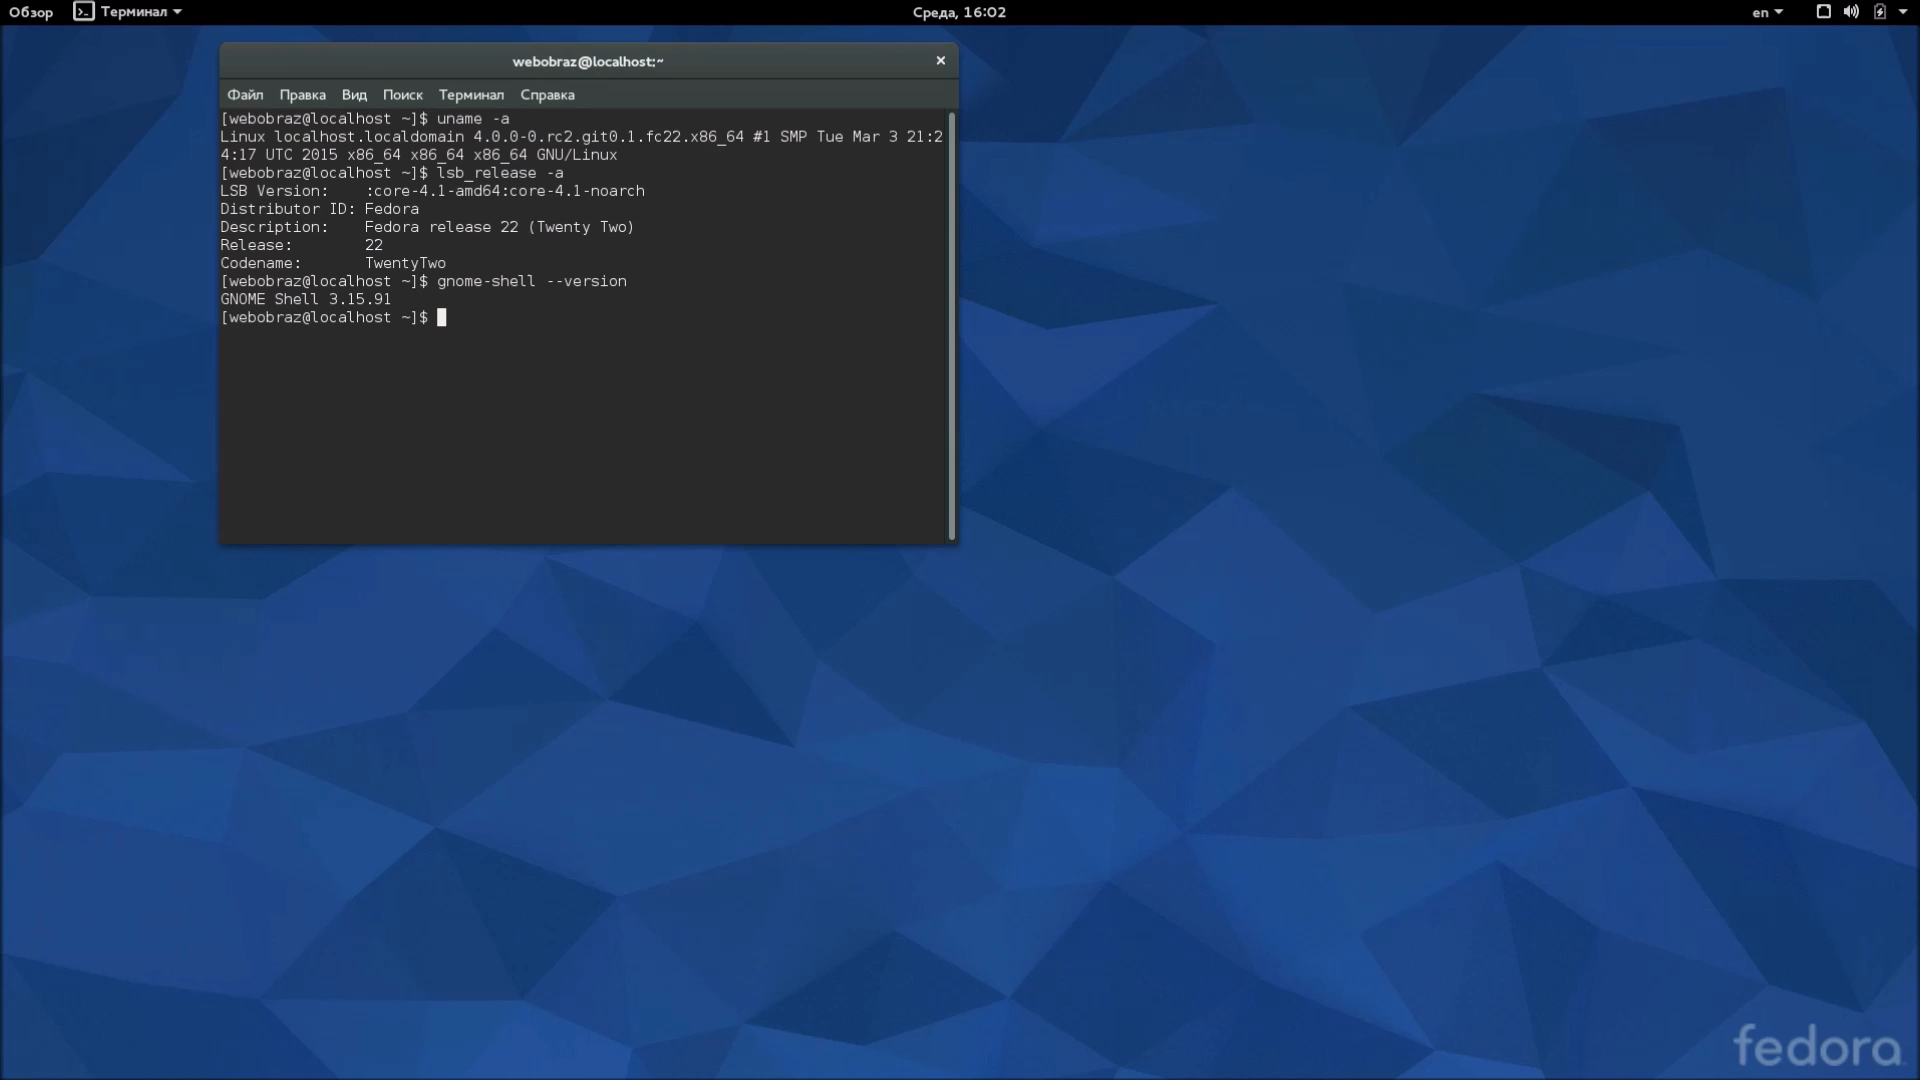 Обзор Терминал Среда, 16:02 en
webobraz@localhost:~
Файл Правка Вид Поиск Терминал Справка
[webobraz@localhost ~]$ uname -a
Linux localhost.localdomain 4.0.0-0.rc2.git0.1.fc22.x86_64 #1 SMP Tue Mar 3 21:2
4:17 UTC 2015 x86_64 x86_64 x86_64 GNU/Linux
[webobraz@localhost ~]$ lsb_release -a
LSB Version:    :core-4.1-amd64:core-4.1-noarch
Distributor ID: Fedora
Description:    Fedora release 22 (Twenty Two)
Release:        22
Codename:       TwentyTwo
[webobraz@localhost ~]$ gnome-shell --version
GNOME Shell 3.15.91
[webobraz@localhost ~]$
fedora